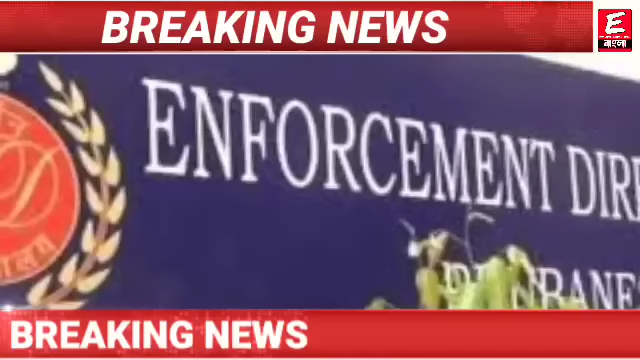 BREAKING NEWS
E
বাংলা
ENFORCEMENT DIR
BREAKING NEWS